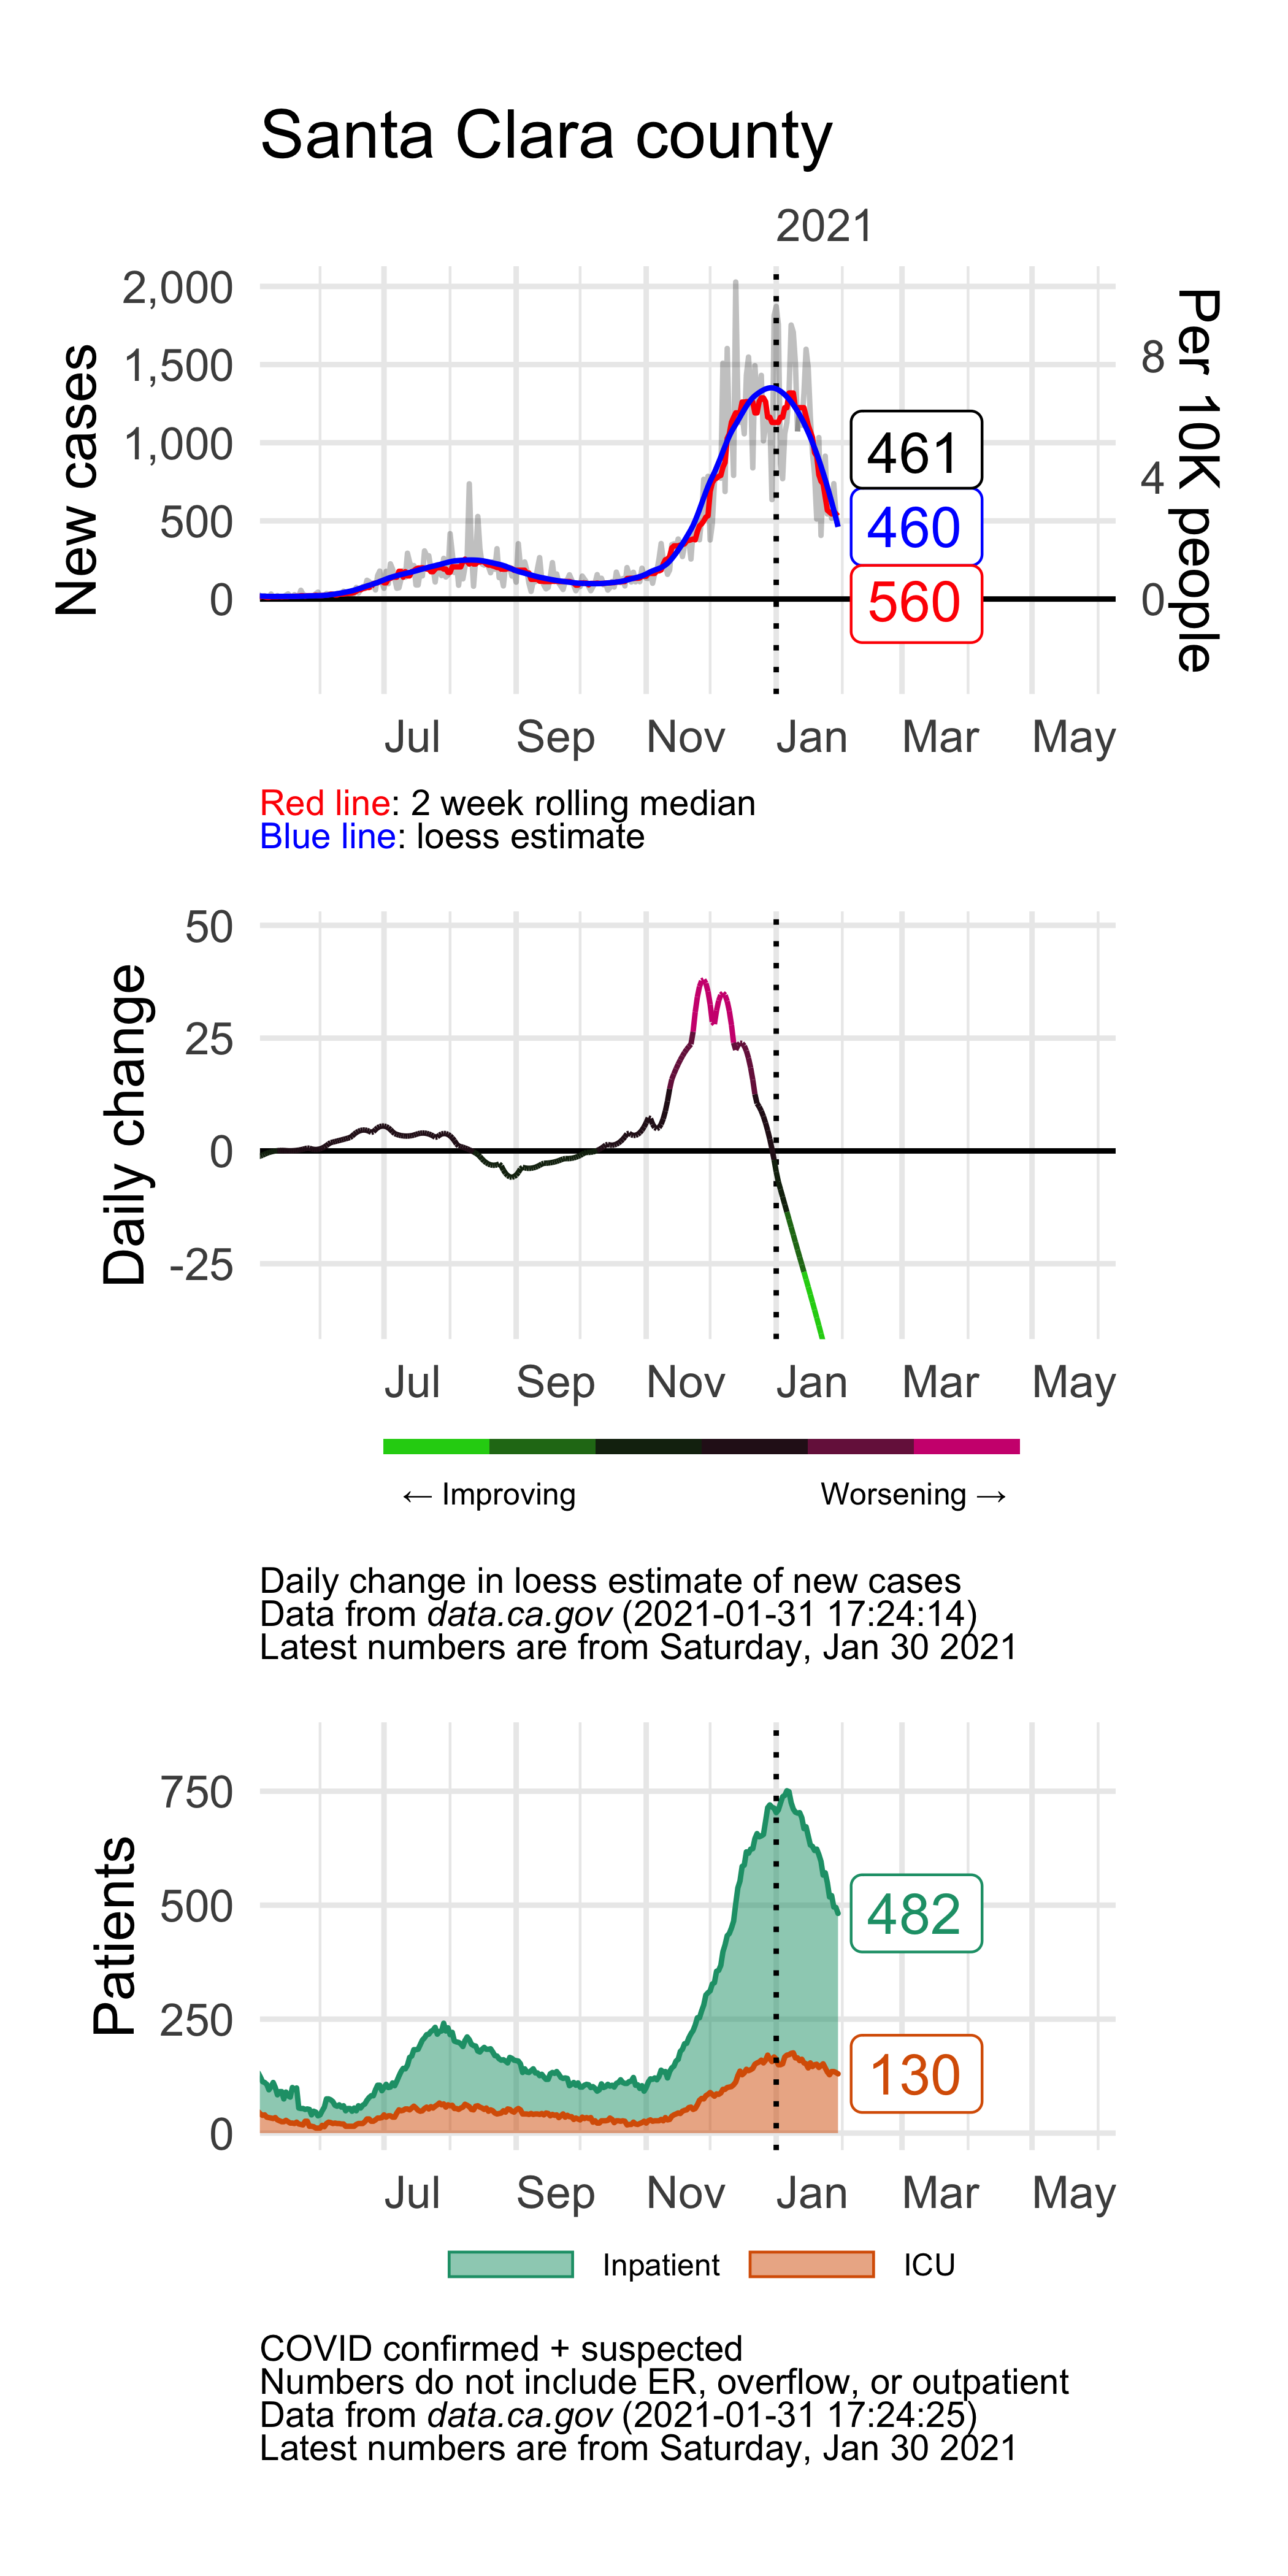 Santa Clara county
2021
New cases
2,000
1,500
1,000
500
0
8
4
0
Per 10K people
461
460
560
Jul Sep Nov Jan Mar May
Red line: 2 week rolling median
Blue line: loess estimate
Daily change
50
25
0
-25
Jul Sep Nov Jan Mar May
← Improving Worsening →
Daily change in loess estimate of new cases
Data from data.ca.gov (2021-01-31 17:24:14)
Latest numbers are from Saturday, Jan 30 2021
Patients
750
500
250
0
482
130
Jul Sep Nov Jan Mar May
Inpatient ICU
COVID confirmed + suspected
Numbers do not include ER, overflow, or outpatient
Data from data.ca.gov (2021-01-31 17:24:25)
Latest numbers are from Saturday, Jan 30 2021